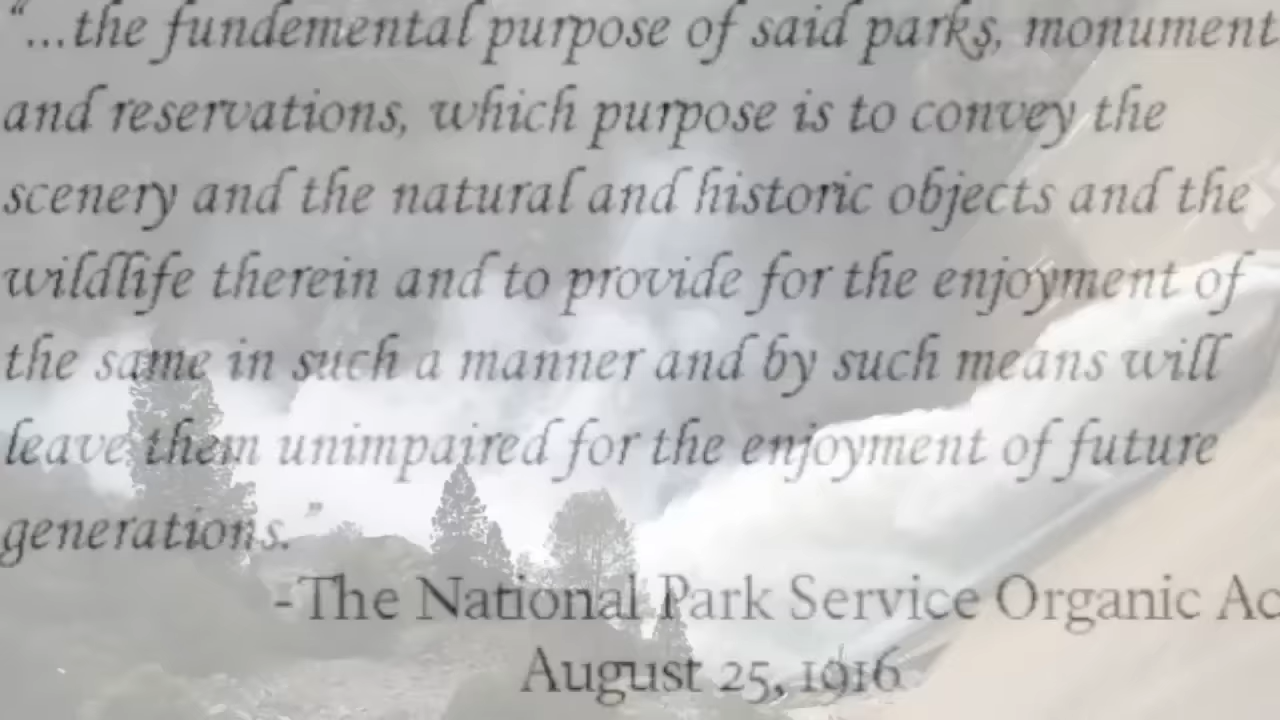 “...the fundemental purpose of said parks, monument
and reservations, which purpose is to convey the
scenery and the natural and historic objects and the
wildlife therein and to provide for the enjoyment of
the same in such a manner and by such means will
leave them unimpaired for the enjoyment of future
generations.”
-The National Park Service Organic Ac
August 25, 1916